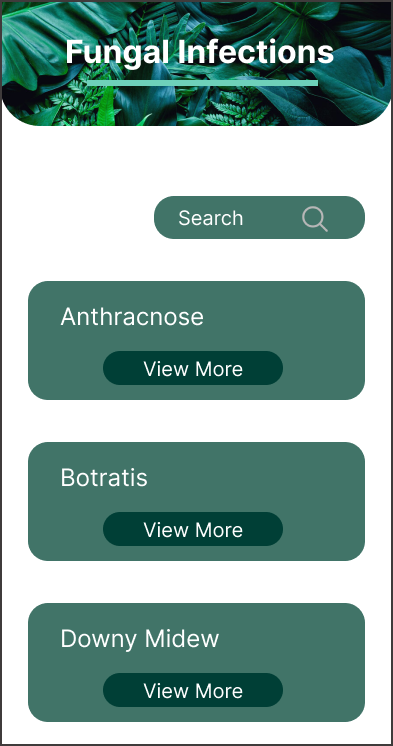 Fungal Infections
Search
Anthracnose
View More
Botratis
View More
Downy Midew
View More